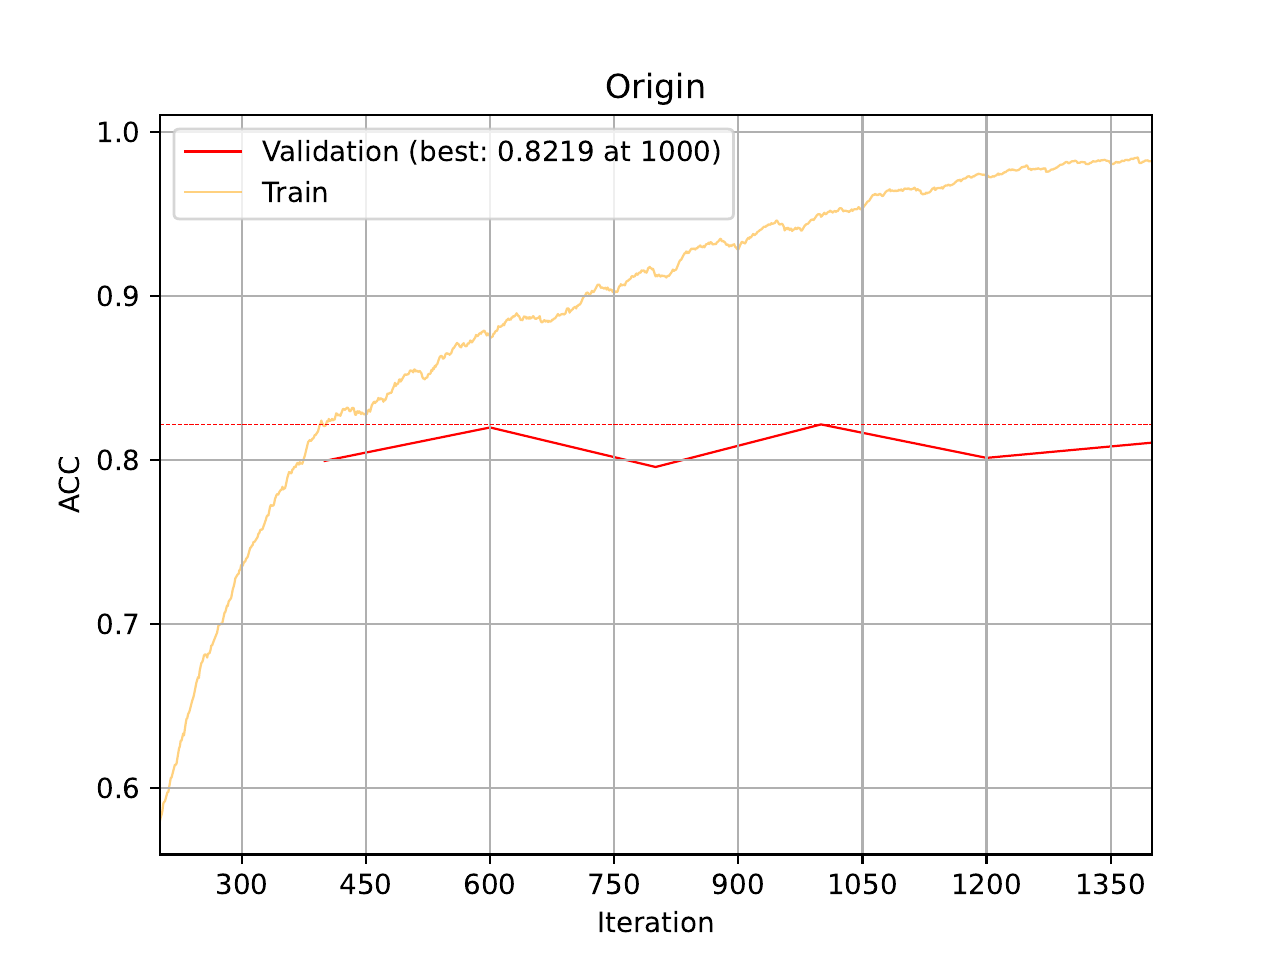 Origin
Validation (best: 0.8219 at 1000)
Train
1.0
0.9
0.8
0.7
0.6
ACC
300 450 600 750 900 1050 1200 1350
Iteration